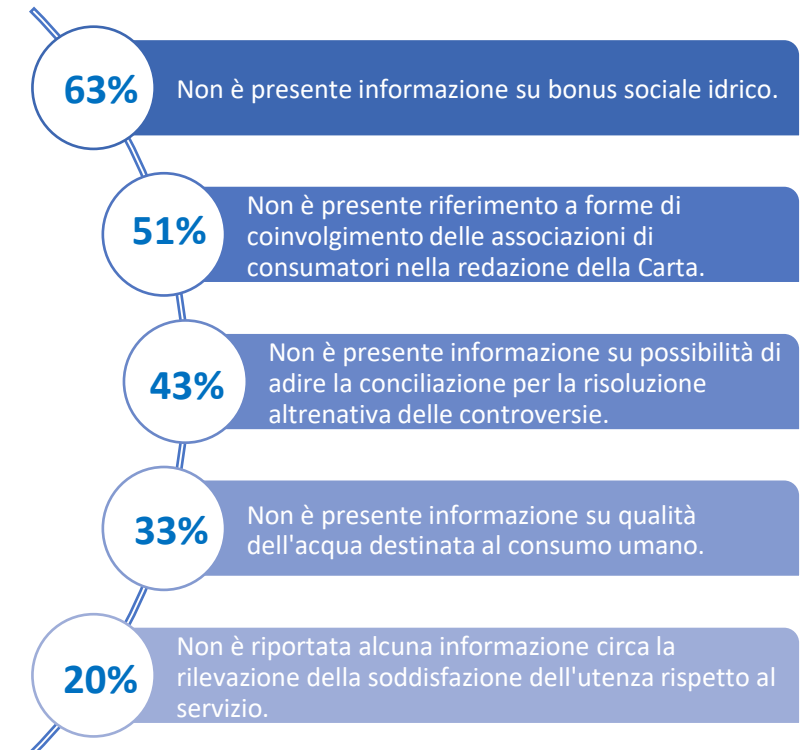 63%
Non è presente informazione su bonus sociale idrico.
51%
Non è presente riferimento a forme di
coinvolgimento delle associazioni di
consumatori nella redazione della Carta.
43%
Non è presente informazione su possibilità di
adire la conciliazione per la risoluzione
altrenativa delle controversie.
33%
Non è presente informazione su qualità
dell'acqua destinata al consumo umano.
20%
Non è riportata alcuna informazione circa la
rilevazione della soddisfazione dell'utenza rispetto al
servizio.